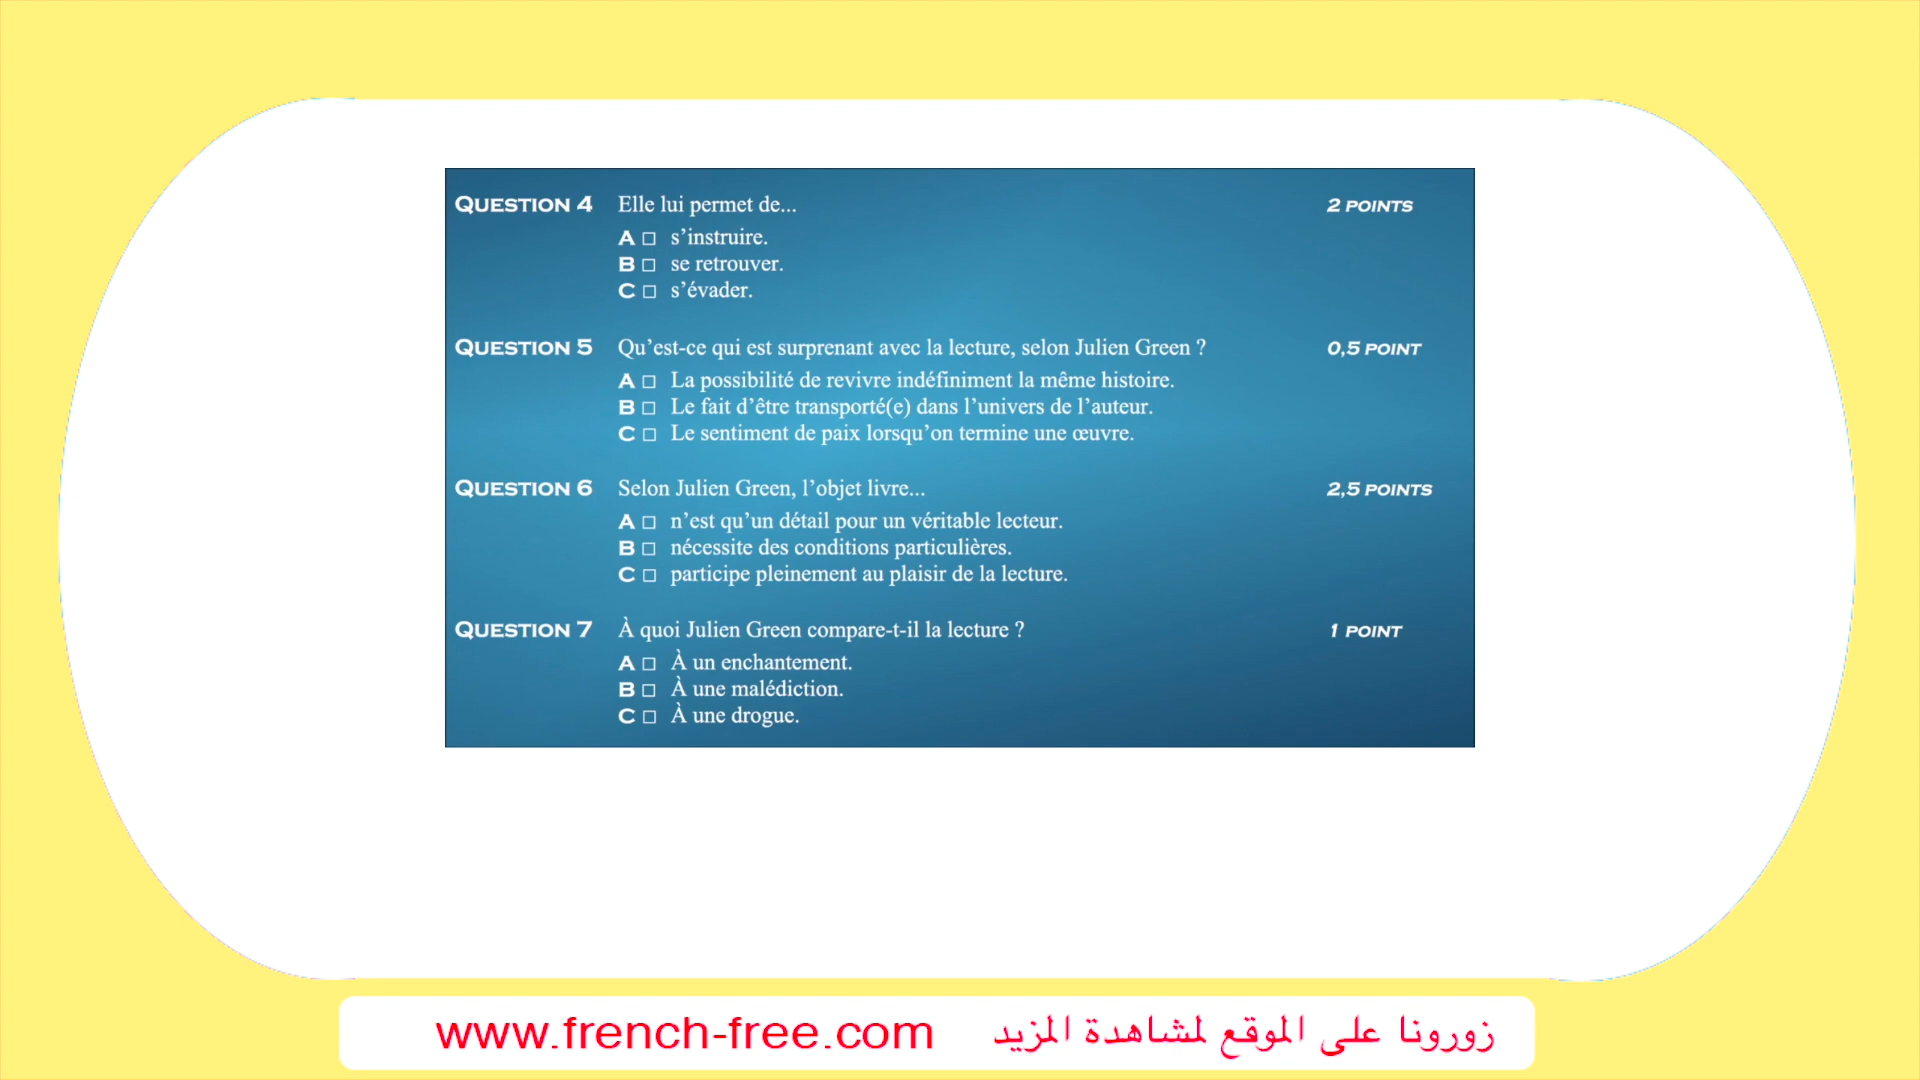 QUESTION 4 Elle lui permet de... 2 POINTS
A □ s’instruire.
B □ se retrouver.
C □ s’évader.
QUESTION 5 Qu’est-ce qui est surprenant avec la lecture, selon Julien Green ? 0,5 POINT
A □ La possibilité de revivre indéfiniment la même histoire.
B □ Le fait d’être transporté(e) dans l’univers de l’auteur.
C □ Le sentiment de paix lorsqu’on termine une œuvre.
QUESTION 6 Selon Julien Green, l’objet livre... 2,5 POINTS
A □ n’est qu’un détail pour un véritable lecteur.
B □ nécessite des conditions particulières.
C □ participe pleinement au plaisir de la lecture.
QUESTION 7 À quoi Julien Green compare-t-il la lecture ? 1 POINT
A □ À un enchantement.
B □ À une malédiction.
C □ À une drogue.
www.french-free.com زورونا على الموقع لمشاهدة المزيد